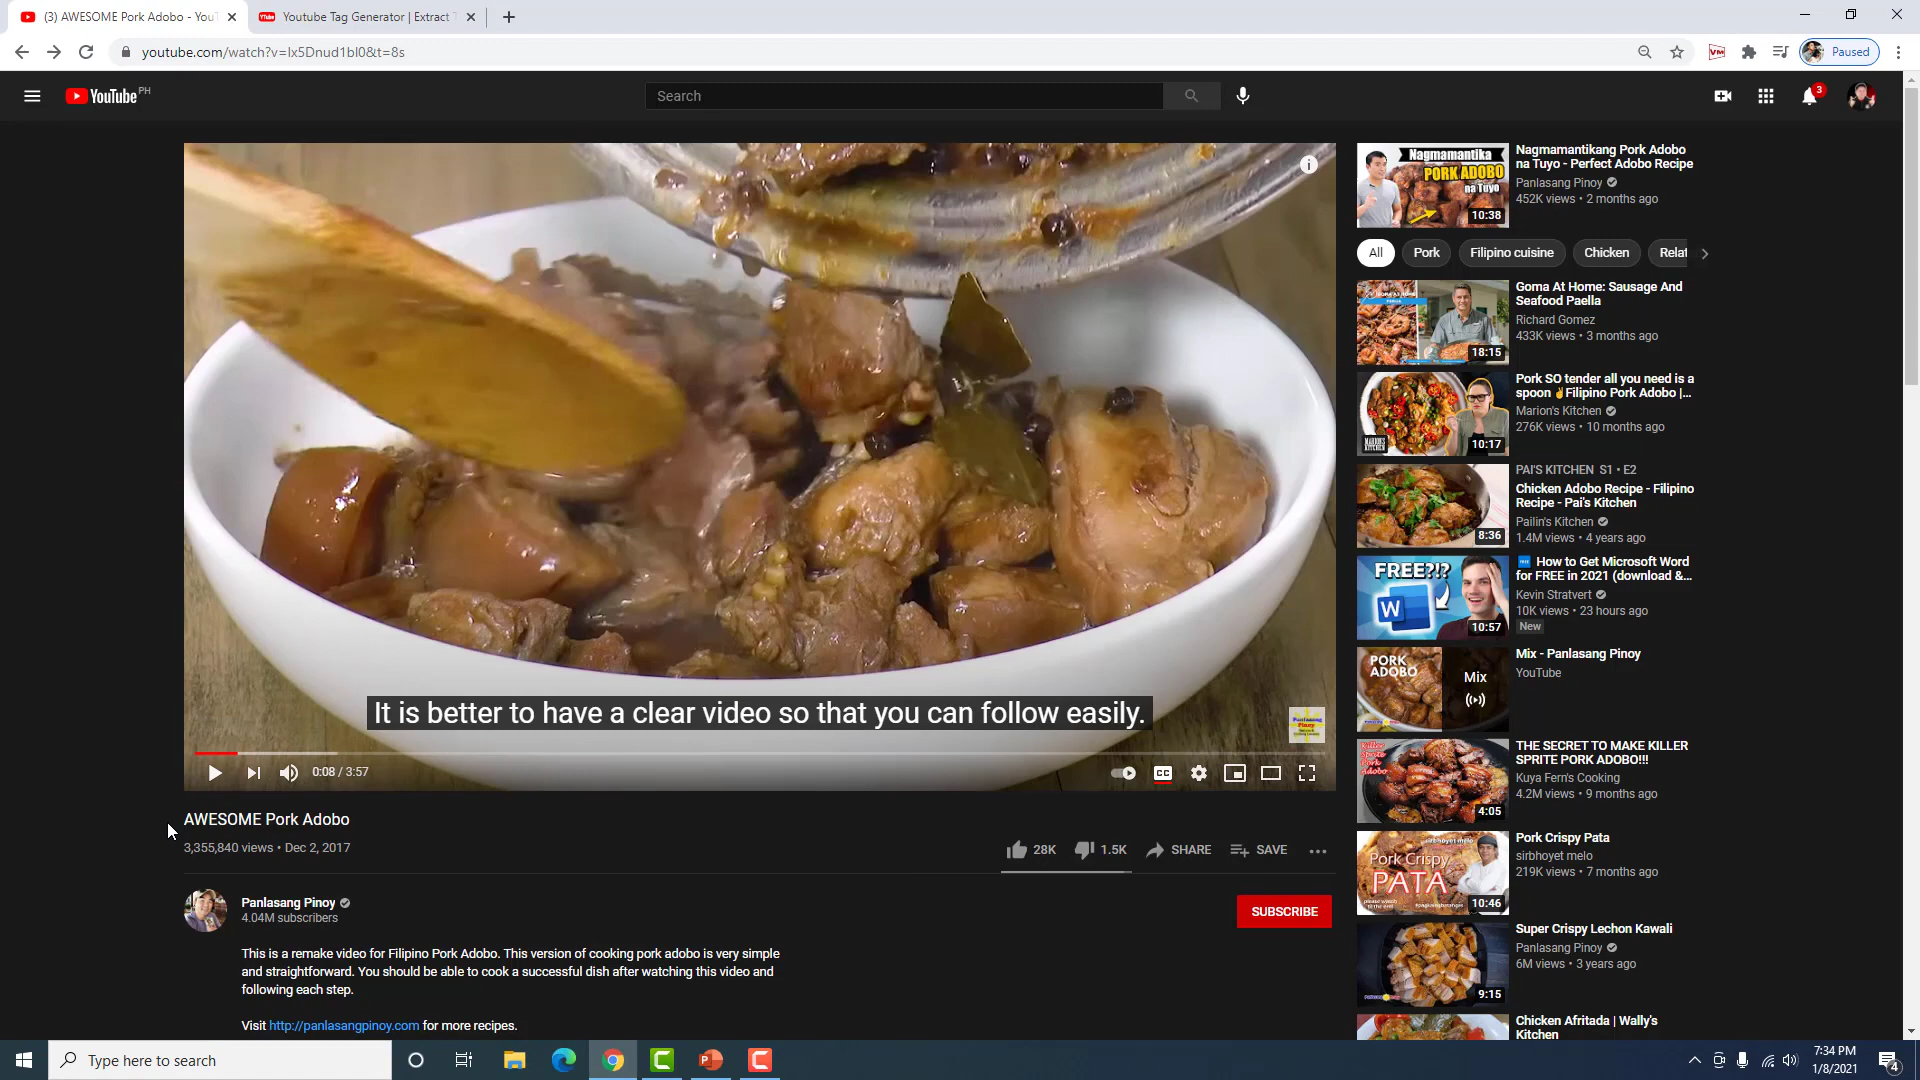 (3) AWESOME Pork Adobo - YouT
Youtube Tag Generator | Extract T
youtube.com/watch?v=Ix5Dnud1bI0&t=8s
Paused
YouTube PH
Search
3
It is better to have a clear video so that you can follow easily.
0:08 / 3:57
CC
AWESOME Pork Adobo
3,355,840 views • Dec 2, 2017
28K
1.5K
SHARE
SAVE
Panlasang Pinoy
4.04M subscribers
SUBSCRIBE
This is a remake video for Filipino Pork Adobo. This version of cooking pork adobo is very simple
and straightforward. You should be able to cook a successful dish after watching this video and
following each step.
Visit http://panlasangpinoy.com for more recipes.
Nagmamantika
PORK ADOBO
na Tuyo
10:38
Nagmamantikang Pork Adobo
na Tuyo - Perfect Adobo Recipe
Panlasang Pinoy
452K views • 2 months ago
All
Pork
Filipino cuisine
Chicken
Relat
18:15
Goma At Home: Sausage And
Seafood Paella
Richard Gomez
433K views • 3 months ago
MARION'S
KITCHEN
10:17
Pork SO tender all you need is a
spoon ✌Filipino Pork Adobo |...
Marion's Kitchen
276K views • 10 months ago
8:36
PAI'S KITCHEN S1 • E2
Chicken Adobo Recipe - Filipino
Recipe - Pai's Kitchen
Pailin's Kitchen
1.4M views • 4 years ago
FREE?!?
W
10:57
🆓 How to Get Microsoft Word
for FREE in 2021 (download &...
Kevin Stratvert
10K views • 23 hours ago
New
PORK
ADOBO
Mix
Mix - Panlasang Pinoy
YouTube
Killer
Sprite
Pork
Adobo
4:05
THE SECRET TO MAKE KILLER
SPRITE PORK ADOBO!!!
Kuya Fern's Cooking
4.2M views • 9 months ago
Pork Crispy
PATA
10:46
Pork Crispy Pata
sirbhoyet melo
219K views • 7 months ago
9:15
Super Crispy Lechon Kawali
Panlasang Pinoy
6M views • 3 years ago
Chicken Afritada | Wally's
Kitchen
Type here to search
7:34 PM
1/8/2021
4